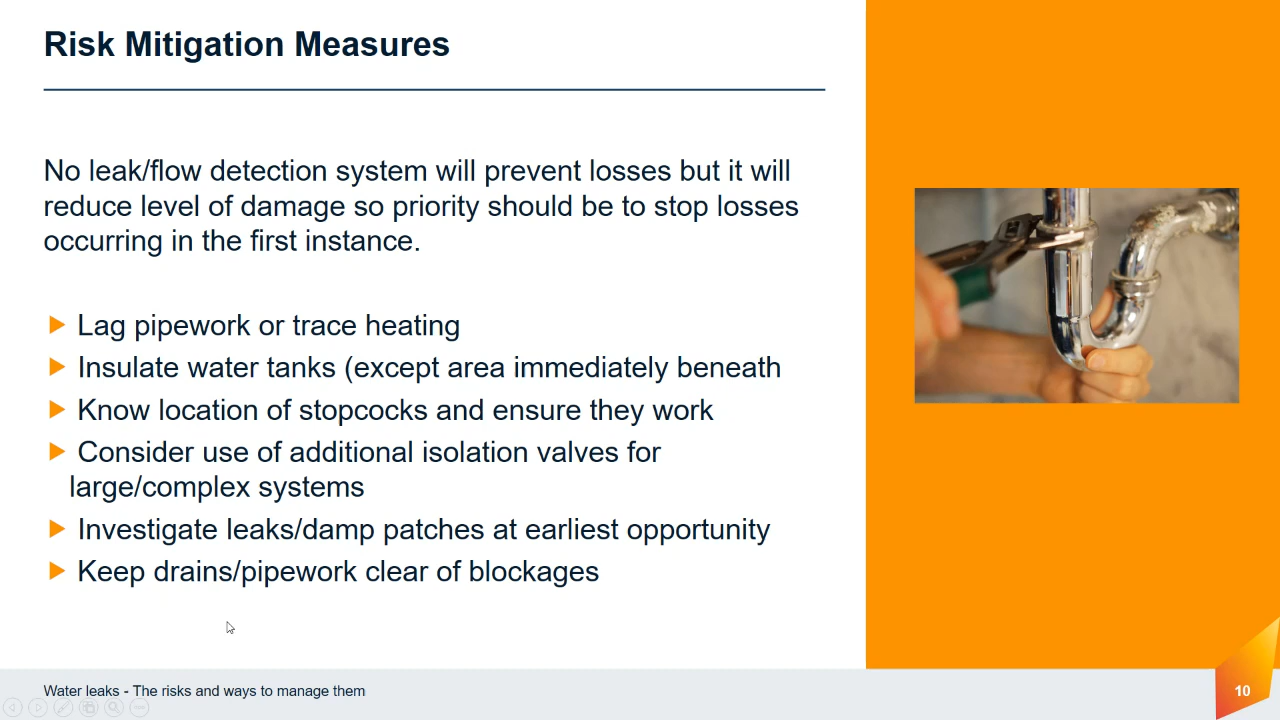 Risk Mitigation Measures
No leak/flow detection system will prevent losses but it will
reduce level of damage so priority should be to stop losses
occurring in the first instance.
Lag pipework or trace heating
Insulate water tanks (except area immediately beneath
Know location of stopcocks and ensure they work
Consider use of additional isolation valves for
large/complex systems
Investigate leaks/damp patches at earliest opportunity
Keep drains/pipework clear of blockages
Water leaks - The risks and ways to manage them
10